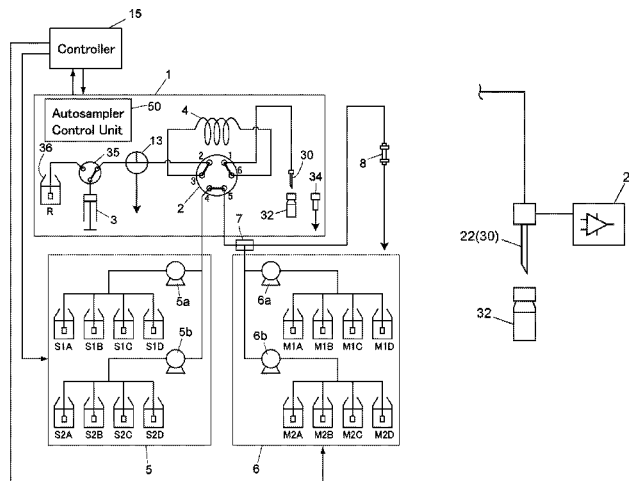 15
Controller
1
Autosampler
Control Unit
50
4
13
36
35
2
1
3
6
4
5
30
34
8
R
3
2
32
7
2
22(30)
32
5a
6a
S1A S1B S1C S1D
M1A M1B M1C M1D
5b
6b
S2A S2B S2C S2D
M2A M2B M2C M2D
5
6